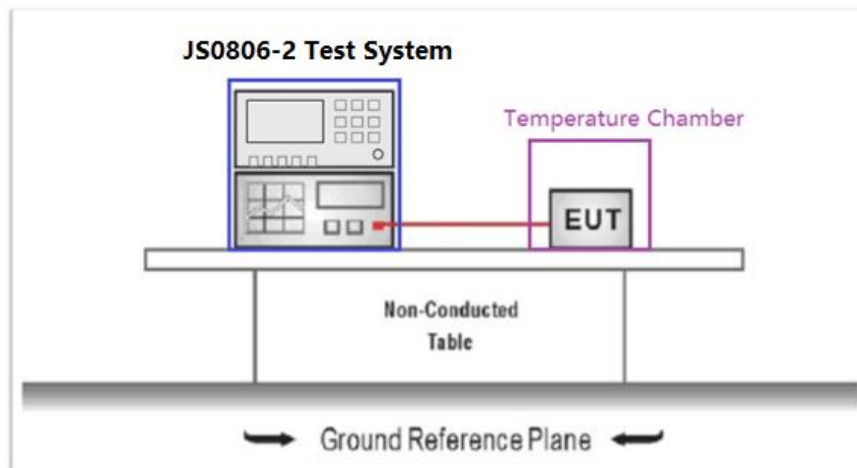 JS0806-2 Test System
Temperature Chamber
EUT
Non-Conducted
Table
Ground Reference Plane